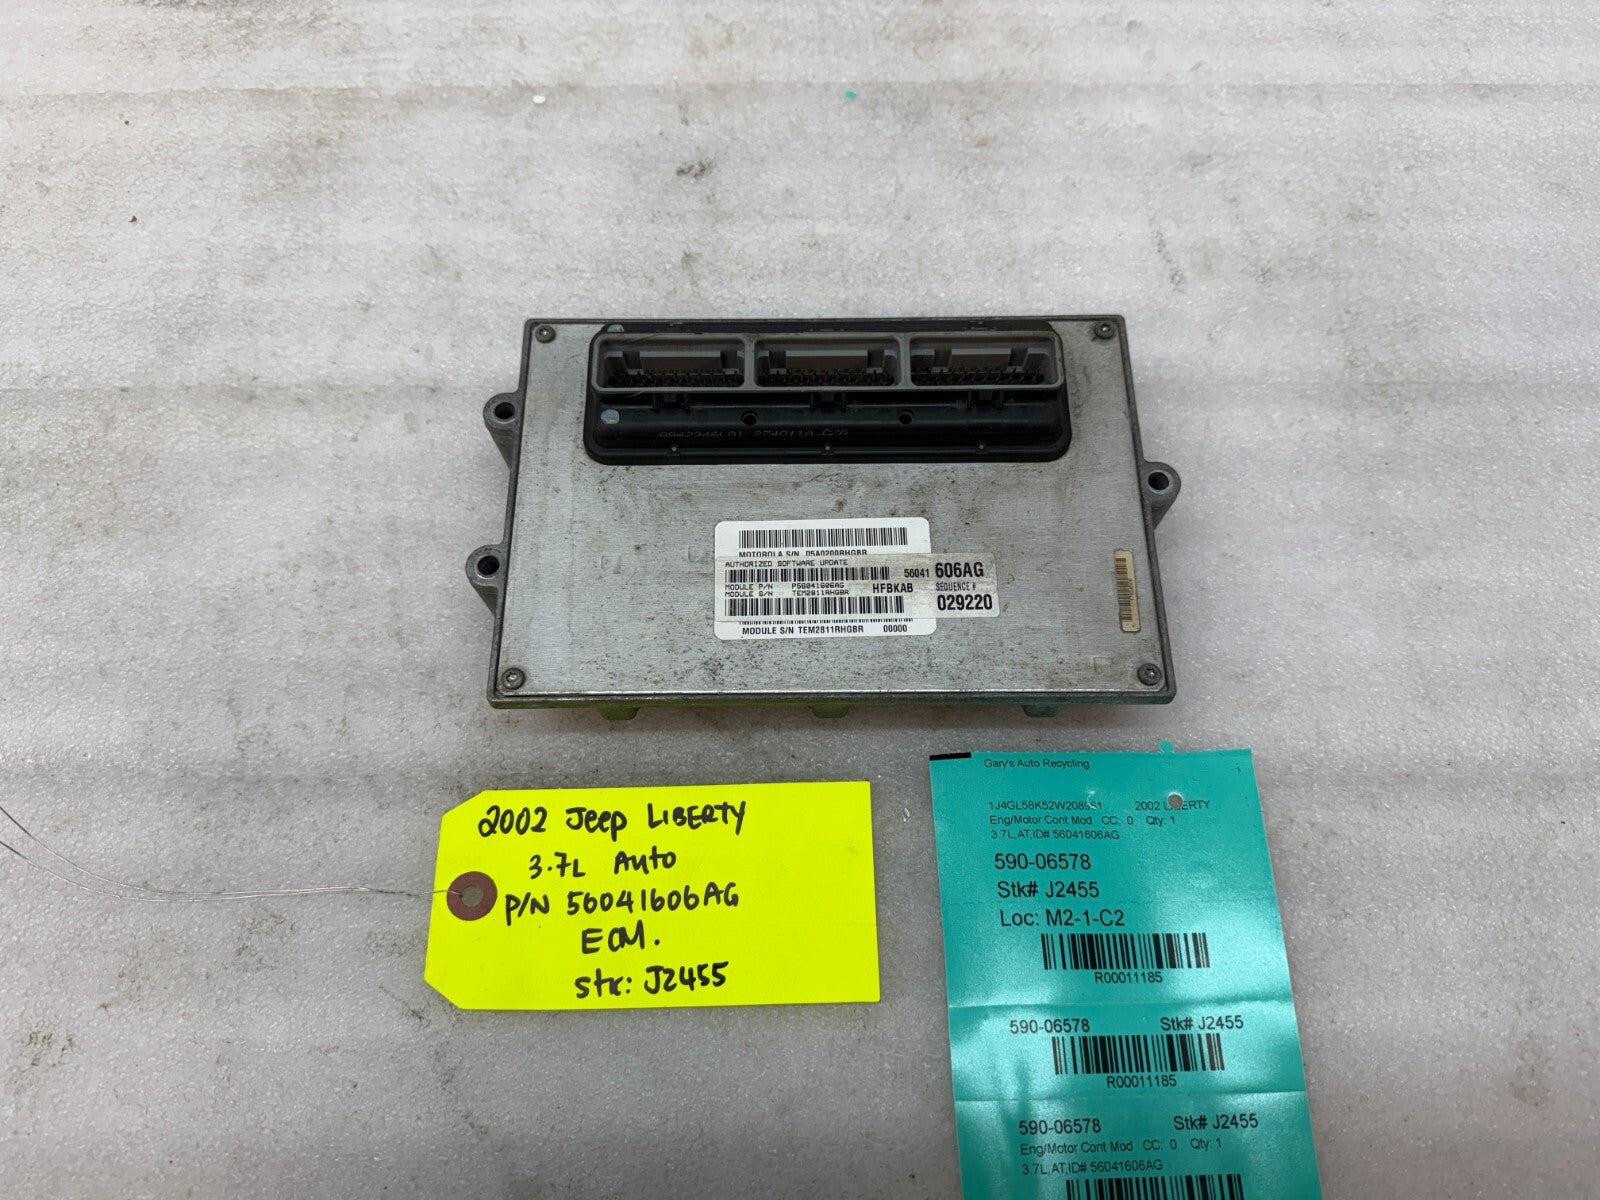 MOTOROLA S/N 05A0200RHGBR
AUTHORIZED SOFTWARE UPDATE
56041 606AG
MODULE P/N P56041606AG
MODULE S/N TEM2811RHGBR
HFBKAB
SEQUENCE #
029220
MODULE S/N TEM2811RHGBR 00000
2002 Jeep LIBERTY
3.7L Auto
P/N 56041606AG
ECM.
stk: J2455
Gary's Auto Recycling
2002
Eng/Motor Cont Mod CC: 0 Qty: 1
3.7L,AT,ID# 56041606AG
590-06578
Stk# J2455
Loc: M2-1-C2
R00011185
590-06578 Stk# J2455
R00011185
590-06578 Stk# J2455
Eng/Motor Cont Mod CC: 0 Qty: 1
3.7L,AT,ID# 56041606AG